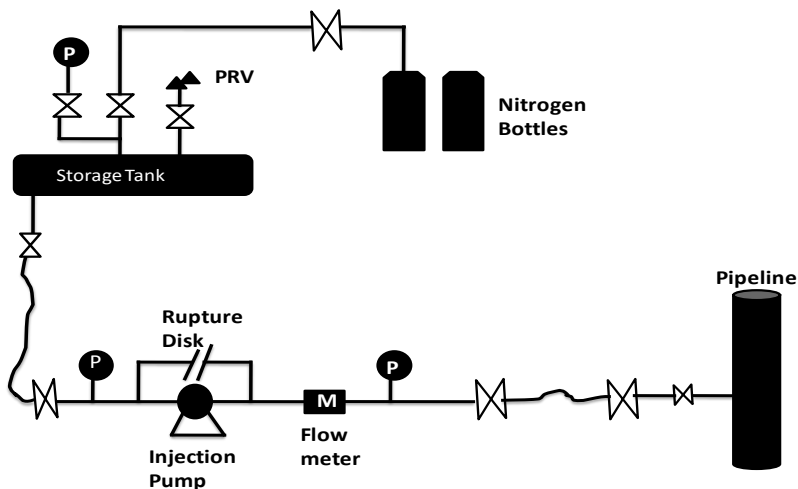 P
PRV
Nitrogen
Bottles
Storage Tank
Pipeline
Rupture
Disk
P
P
M
Flow
meter
Injection
Pump